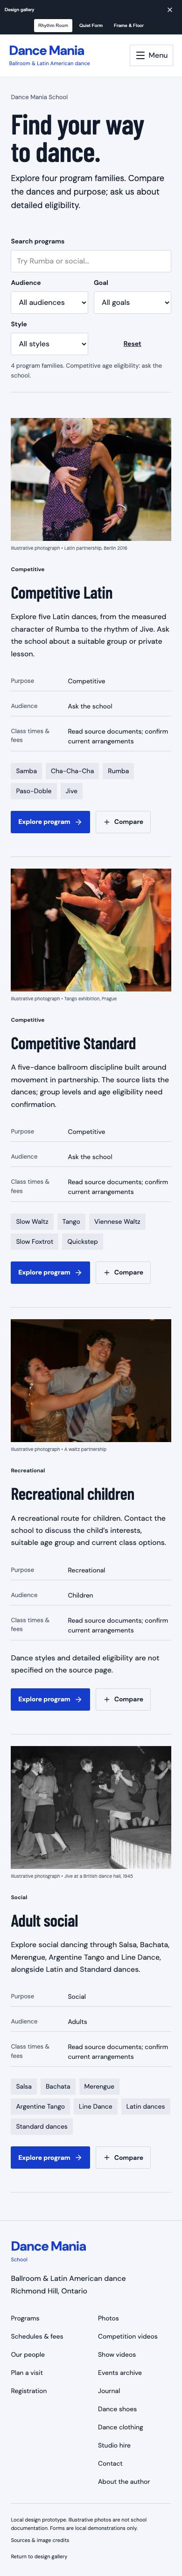 Design gallery
Rhythm Room
Quiet Form
Frame & Floor
Dance Mania
Ballroom & Latin American dance
Menu
Dance Mania School
Find your way
to dance.
Explore four program families. Compare
the dances and purpose; ask us about
detailed eligibility.
Search programs
Try Rumba or social...
Audience
Goal
All audiences
All goals
Style
All styles
Reset
4 program families. Competitive age eligibility: ask the
school.
Illustrative photograph • Latin partnership, Berlin 2016
Competitive
Competitive Latin
Explore five Latin dances, from the measured
character of Rumba to the rhythm of Jive. Ask
the school about a suitable group or private
lesson.
Purpose
Competitive
Audience
Ask the school
Class times &
fees
Read source documents; confirm
current arrangements
Samba
Cha-Cha-Cha
Rumba
Paso-Doble
Jive
Explore program
Compare
Illustrative photograph • Tango exhibition, Prague
Competitive
Competitive Standard
A five-dance ballroom discipline built around
movement in partnership. The source lists the
dances; group levels and age eligibility need
confirmation.
Purpose
Competitive
Audience
Ask the school
Class times &
fees
Read source documents; confirm
current arrangements
Slow Waltz
Tango
Viennese Waltz
Slow Foxtrot
Quickstep
Explore program
Compare
Illustrative photograph • A waltz partnership
Recreational
Recreational children
A recreational route for children. Contact the
school to discuss the child's interests,
suitable age group and current class options.
Purpose
Recreational
Audience
Children
Class times &
fees
Read source documents; confirm
current arrangements
Dance styles and detailed eligibility are not
specified on the source page.
Explore program
Compare
Illustrative photograph • Jive at a British dance hall, 1945
Social
Adult social
Explore social dancing through Salsa, Bachata,
Merengue, Argentine Tango and Line Dance,
alongside Latin and Standard dances.
Purpose
Social
Audience
Adults
Class times &
fees
Read source documents; confirm
current arrangements
Salsa
Bachata
Merengue
Argentine Tango
Line Dance
Latin dances
Standard dances
Explore program
Compare
Dance Mania
School
Ballroom & Latin American dance
Richmond Hill, Ontario
Programs
Schedules & fees
Our people
Plan a visit
Registration
Photos
Competition videos
Show videos
Events archive
Journal
Dance shoes
Dance clothing
Studio hire
Contact
About the author
Local design prototype. Illustrative photos are not school
documentation. Forms are local demonstrations only.
Sources & image credits
Return to design gallery